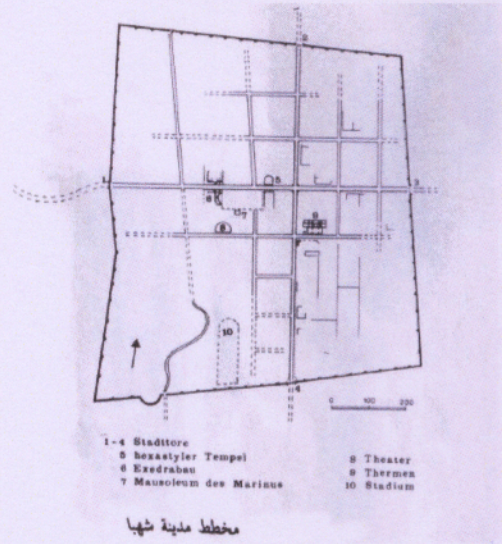 2
1
3
5
6
7
8
9
10
4
0 100 200
1-4 Stadttore
5 hexastyler Tempel
6 Exedrabau
7 Mausoleum des Marinus
8 Theater
9 Thermen
10 Stadium
مخطط مدينة شهبا